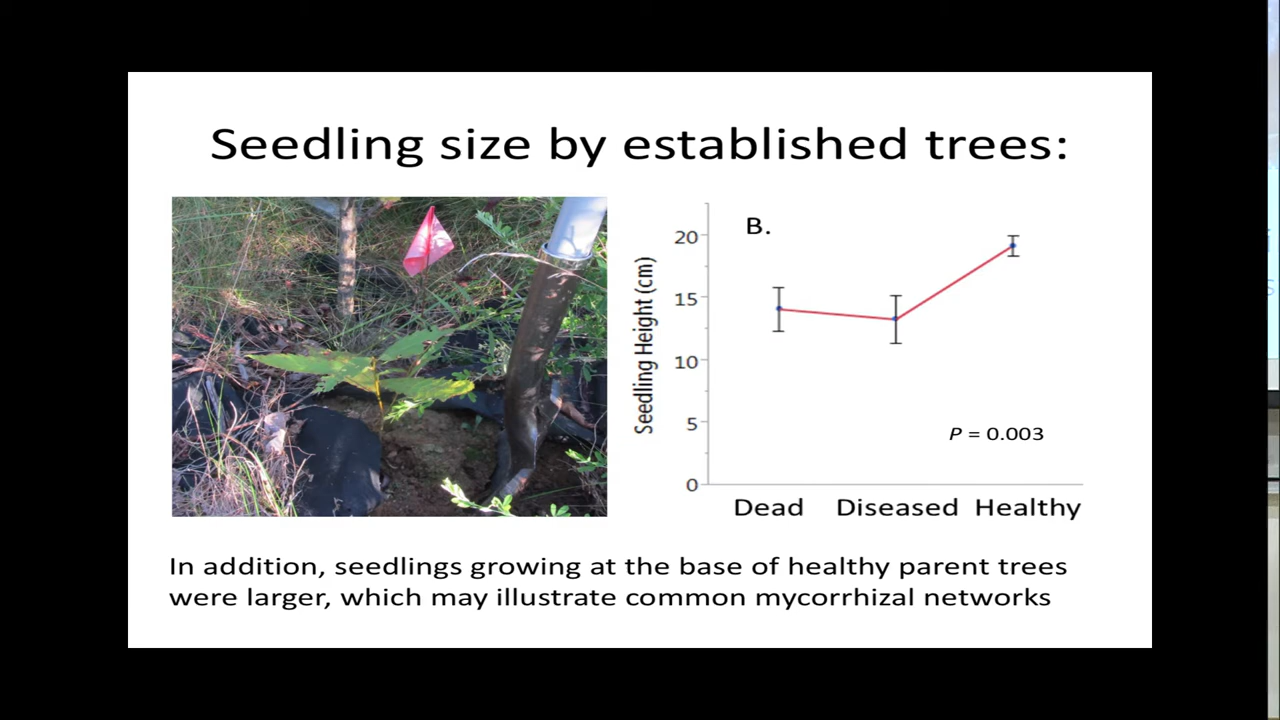 Seedling size by established trees:
B.
Seedling Height (cm)
20
15
10
5
0
P = 0.003
Dead Diseased Healthy
In addition, seedlings growing at the base of healthy parent trees
were larger, which may illustrate common mycorrhizal networks